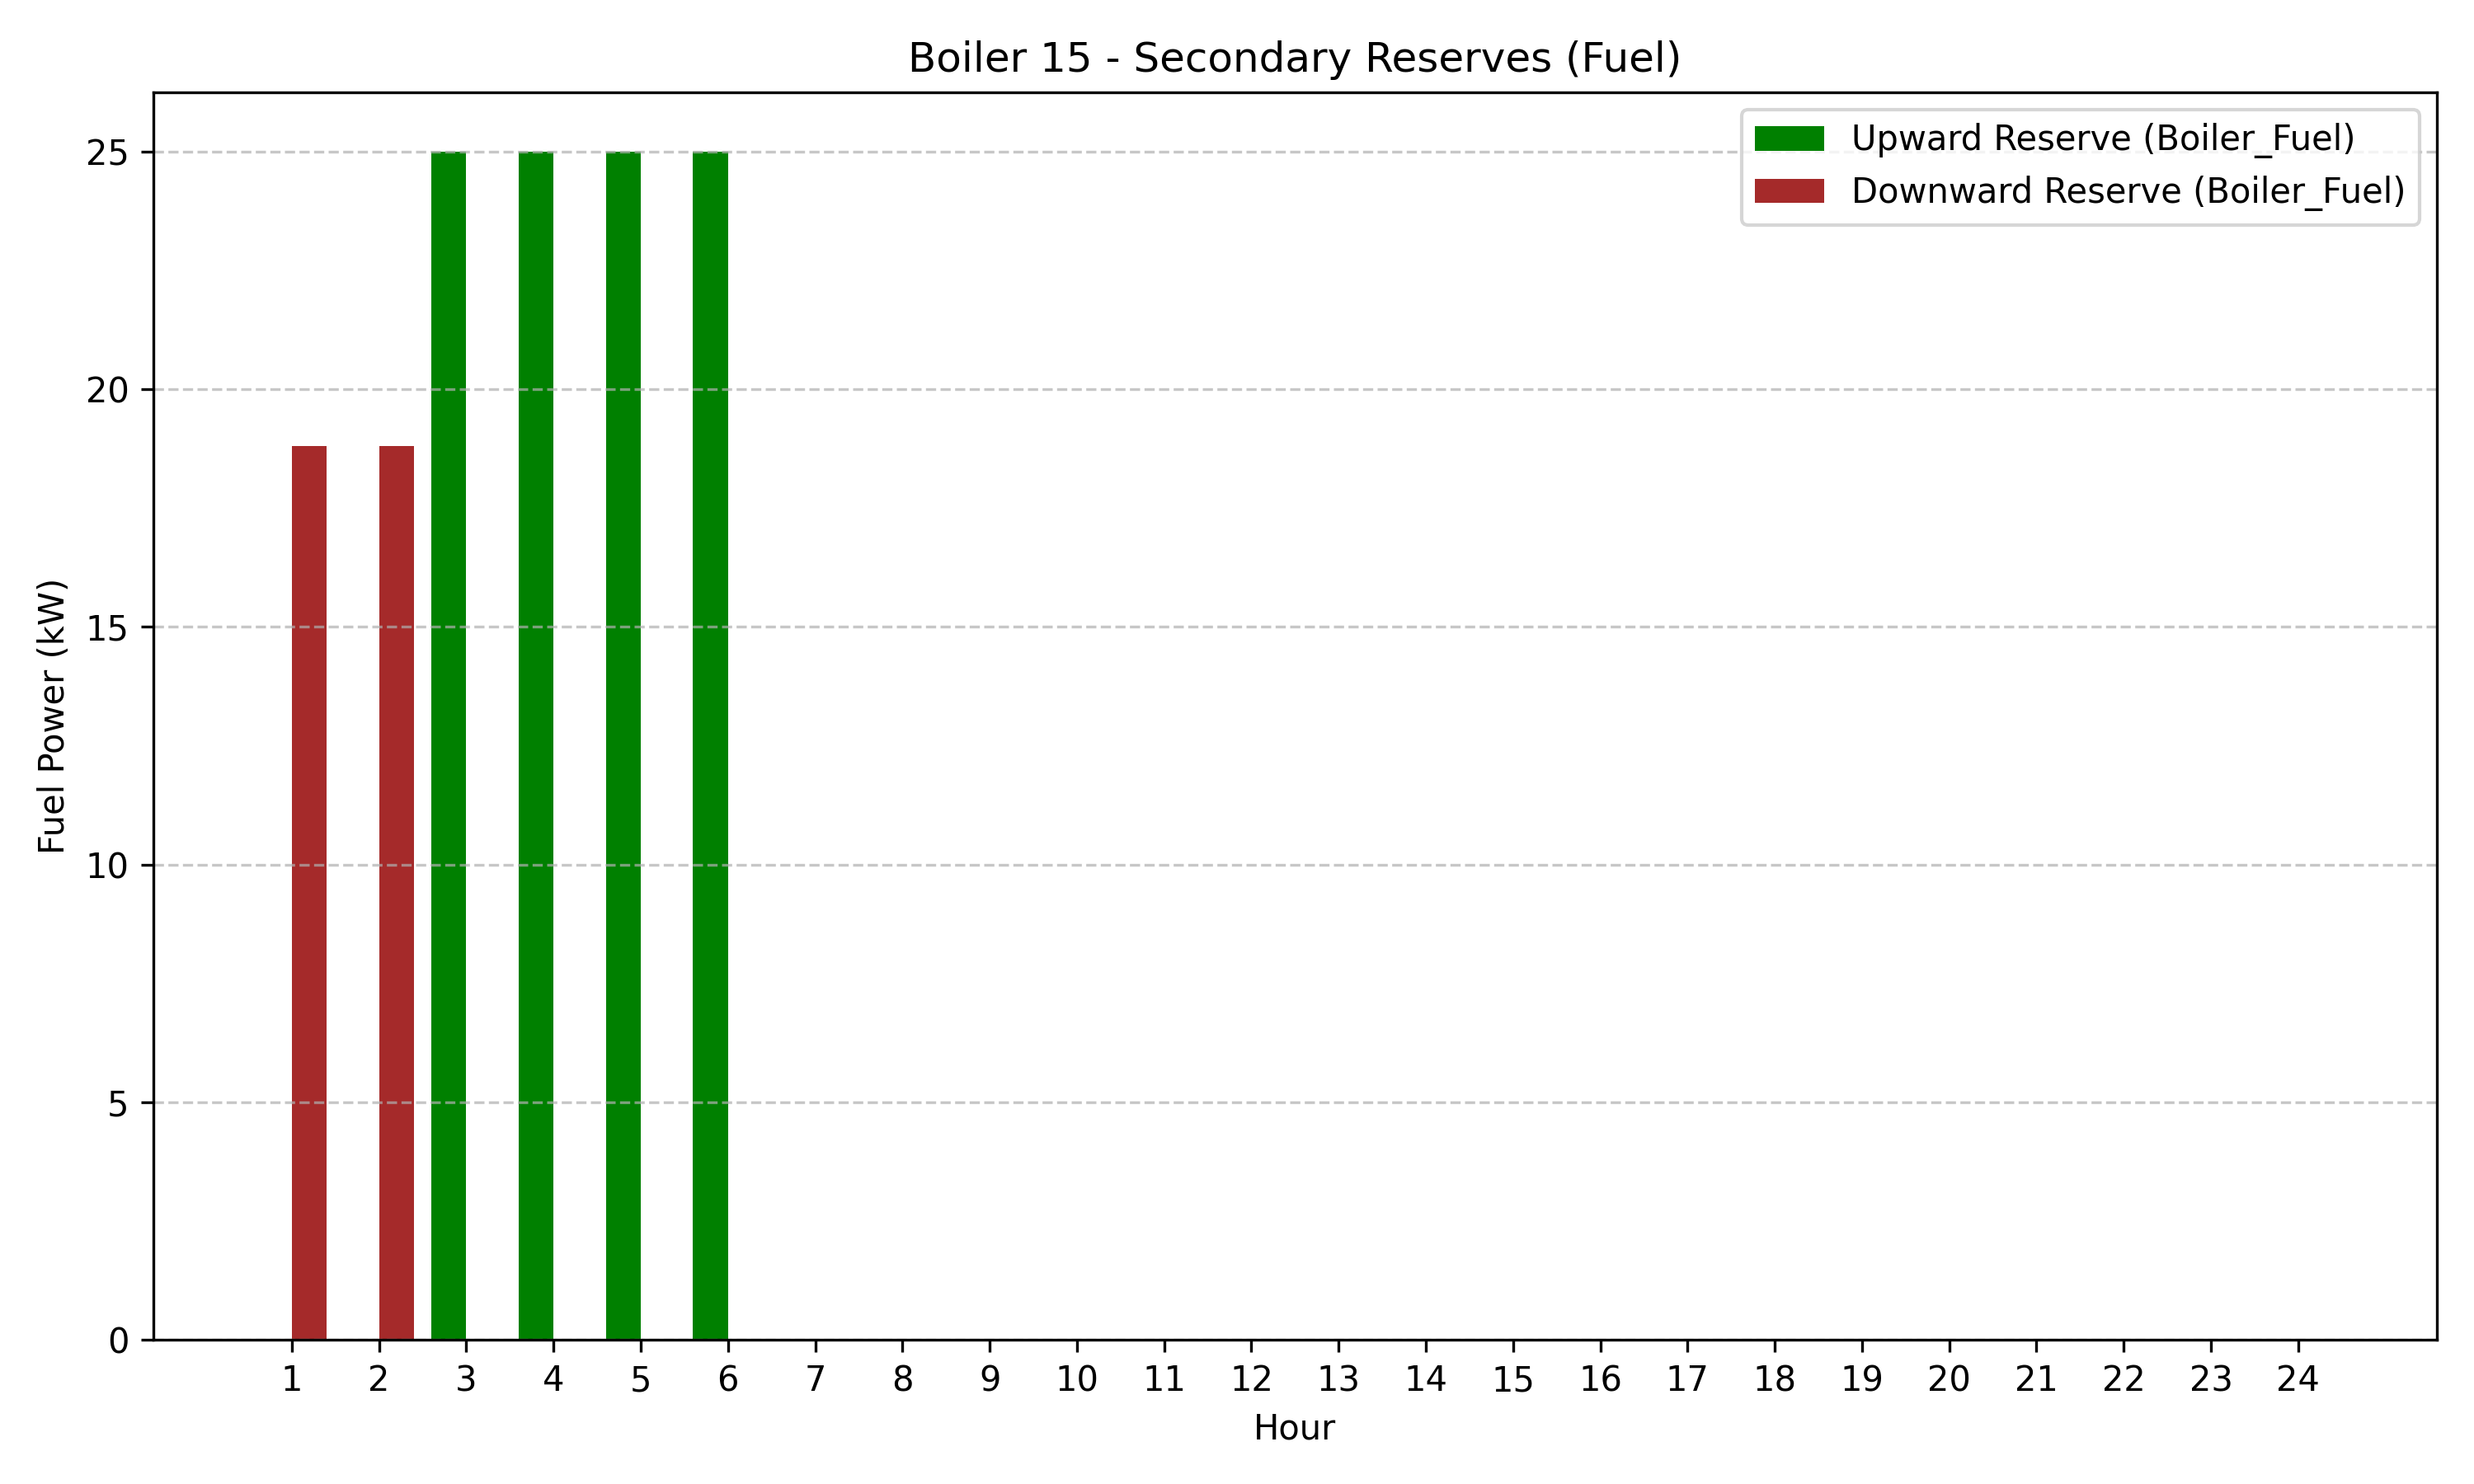 Boiler 15 - Secondary Reserves (Fuel)
Upward Reserve (Boiler_Fuel)
Downward Reserve (Boiler_Fuel)
Fuel Power (kW)
25
20
15
10
5
0
1 2 3 4 5 6 7 8 9 10 11 12 13 14 15 16 17 18 19 20 21 22 23 24
Hour